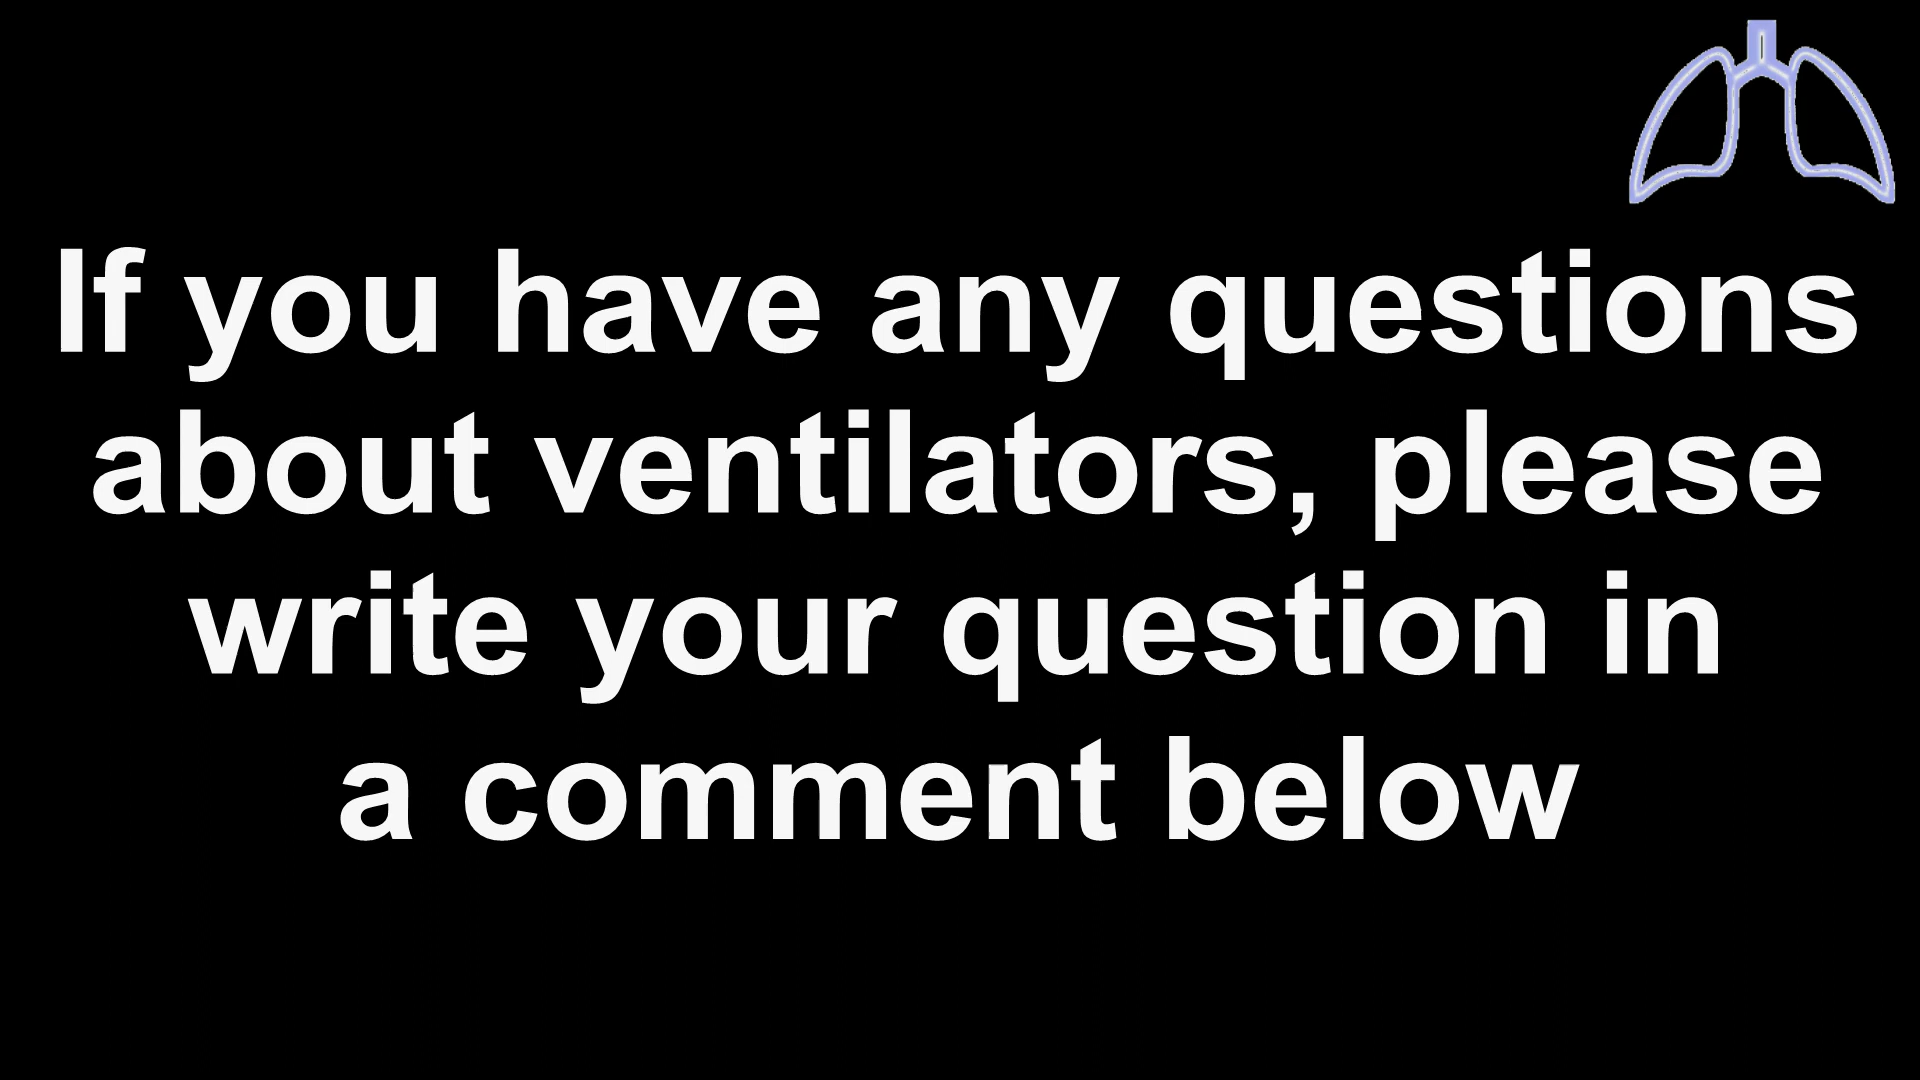 If you have any questions
about ventilators, please
write your question in
a comment below